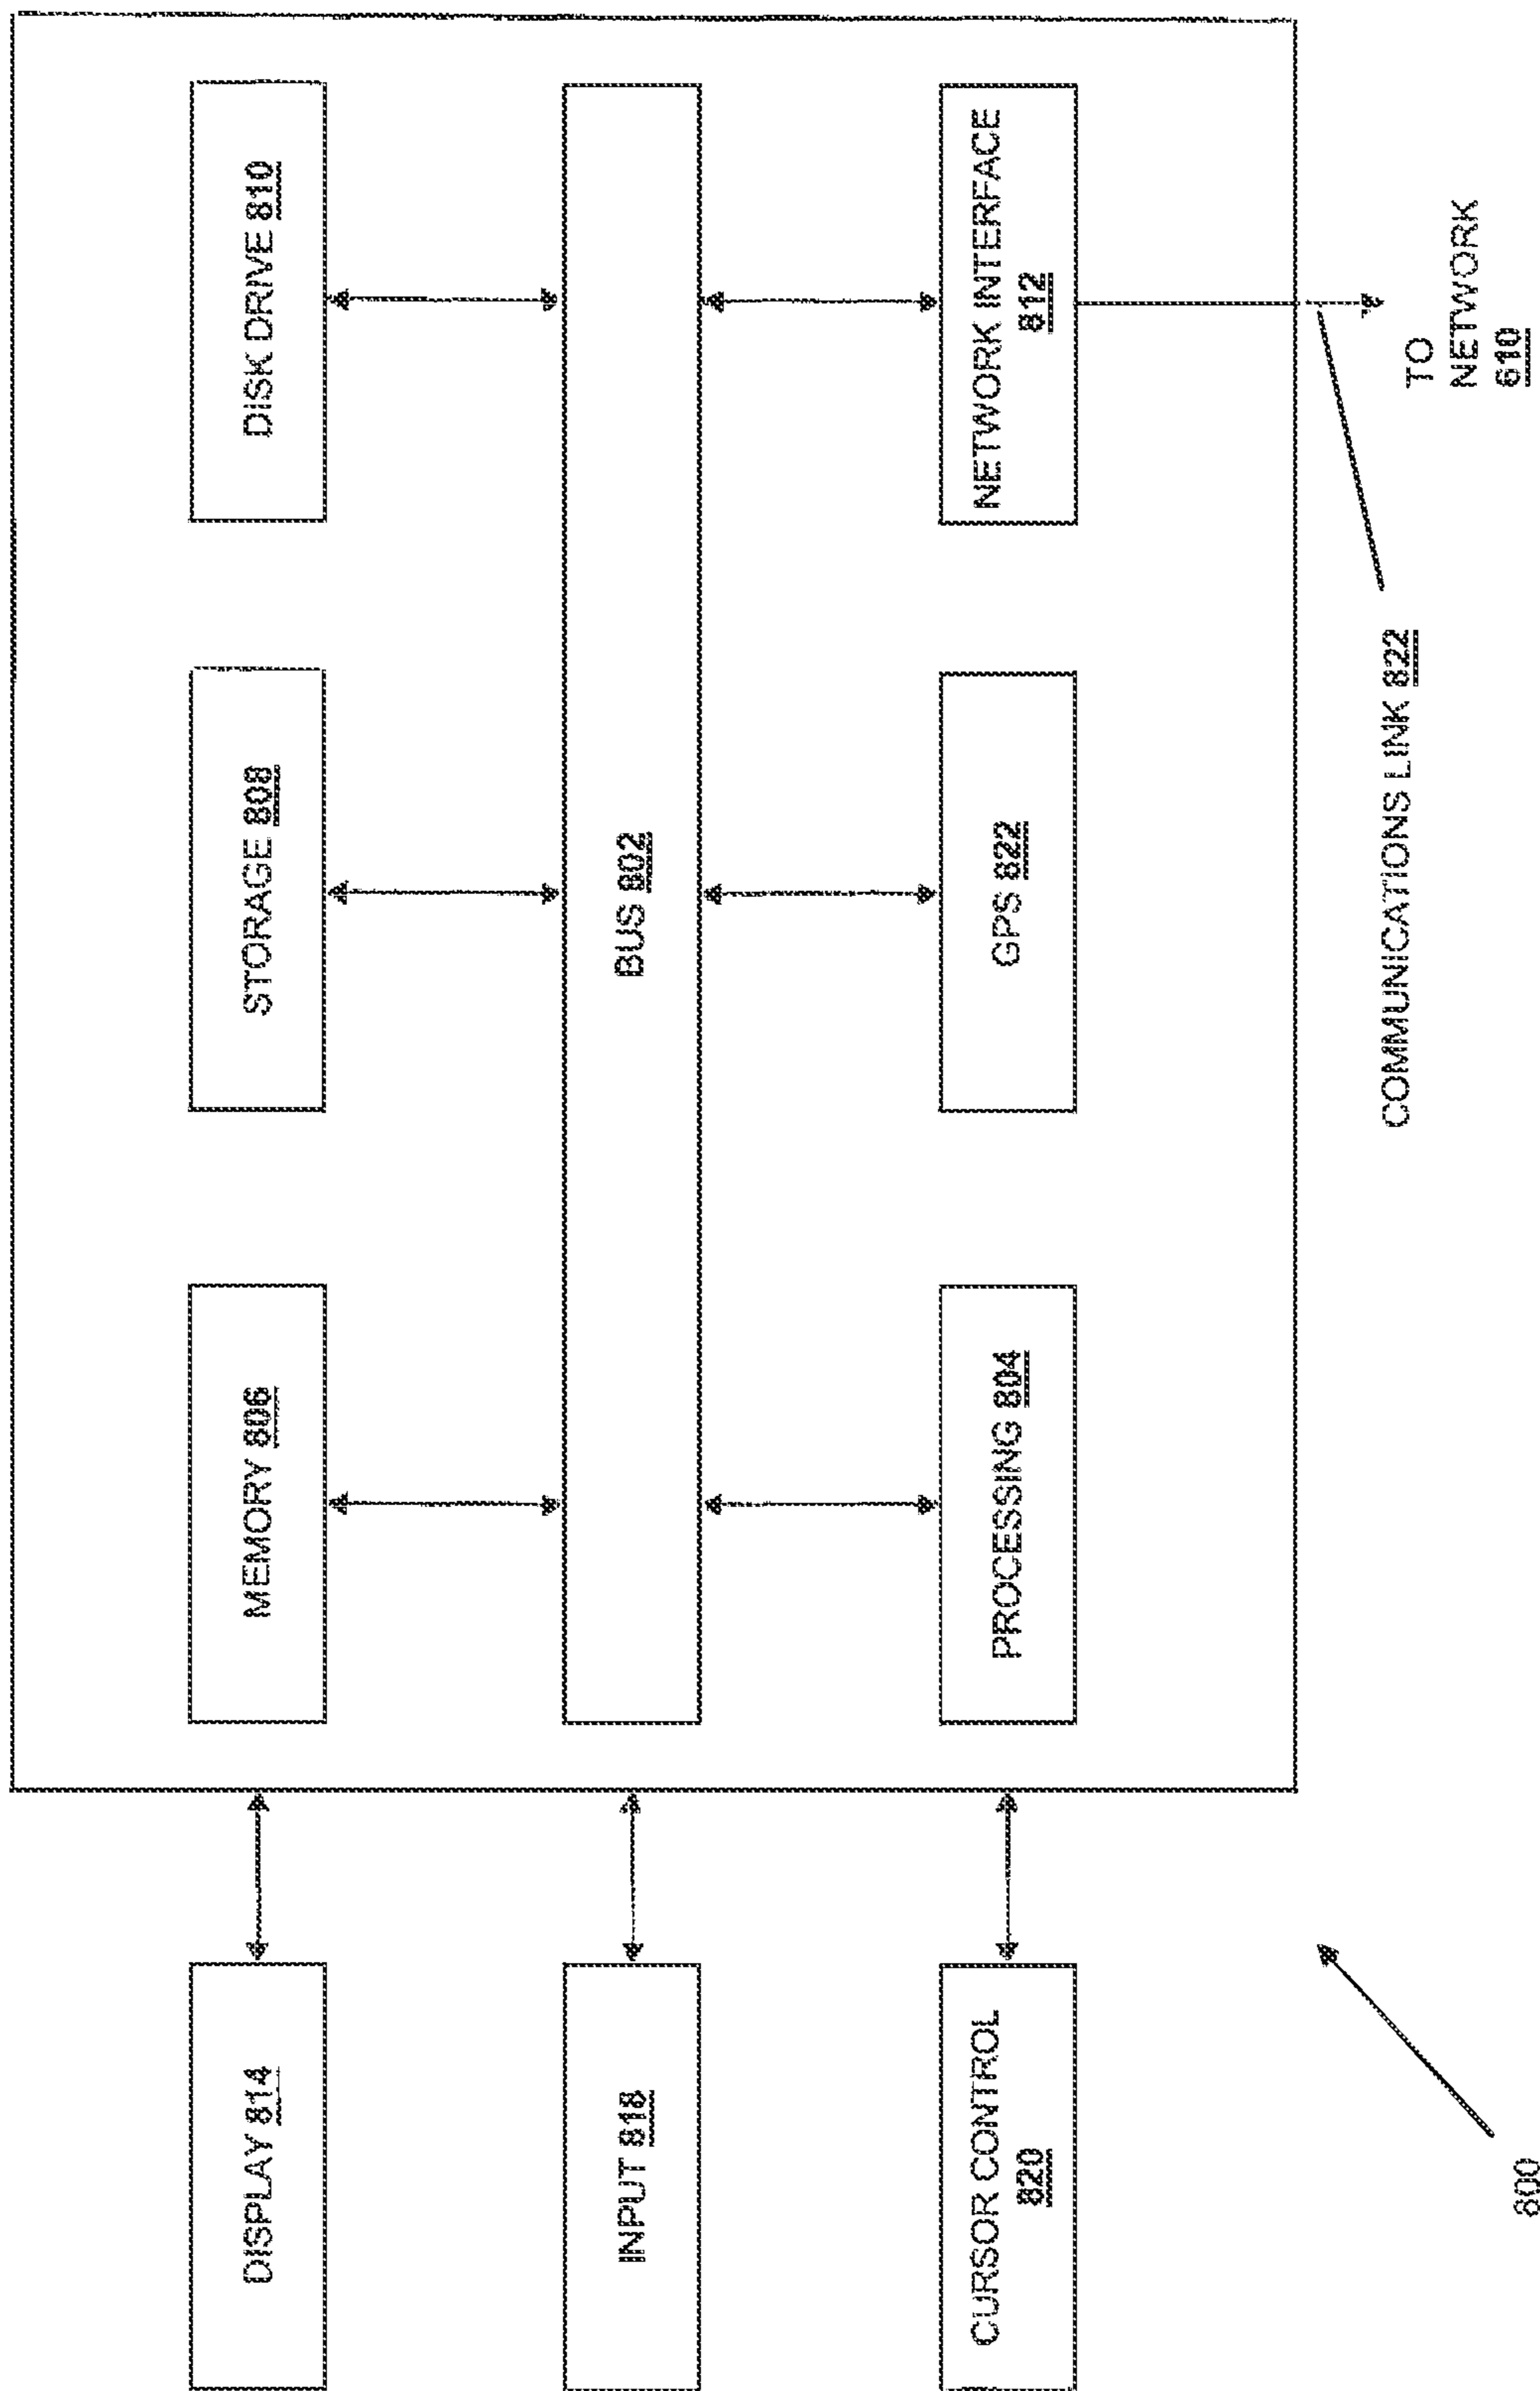 DISPLAY 814
MEMORY 806
STORAGE 808
DISK DRIVE 810
INPUT 818
BUS 802
CURSOR CONTROL
820
PROCESSING 804
GPS 822
NETWORK INTERFACE
812
COMMUNICATIONS LINK 822
TO
NETWORK
610
800